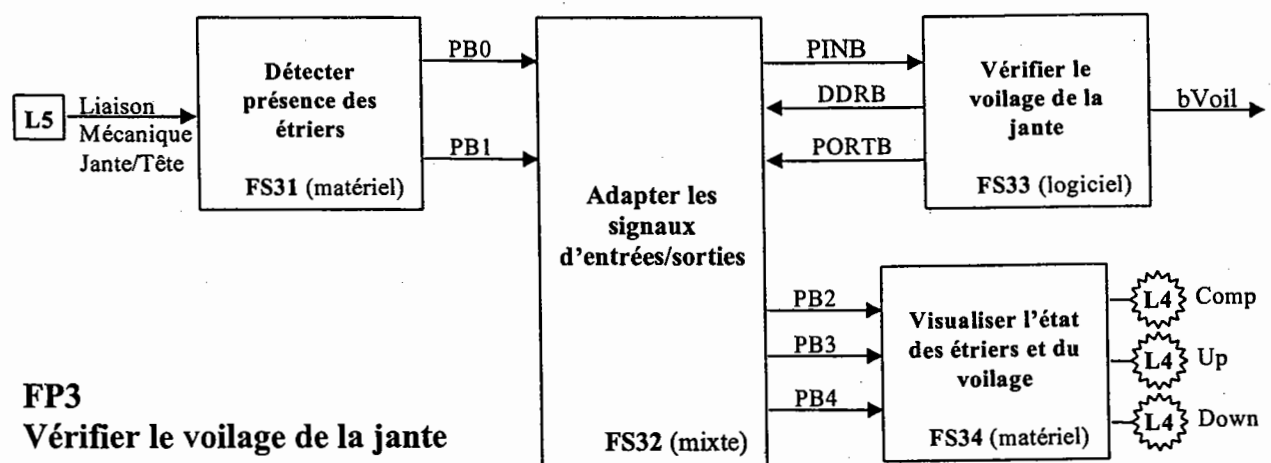 L5
Liaison
Mécanique
Jante/Tête
Détecter
présence des
étriers
FS31 (matériel)
PB0
PB1
Adapter les
signaux
d'entrées/sorties
FS32 (mixte)
PINB
DDRB
PORTB
Vérifier le
voilage de la
jante
FS33 (logiciel)
bVoil
PB2
PB3
PB4
Visualiser l'état
des étriers et du
voilage
FS34 (matériel)
L4 Comp
L4 Up
L4 Down
FP3
Vérifier le voilage de la jante